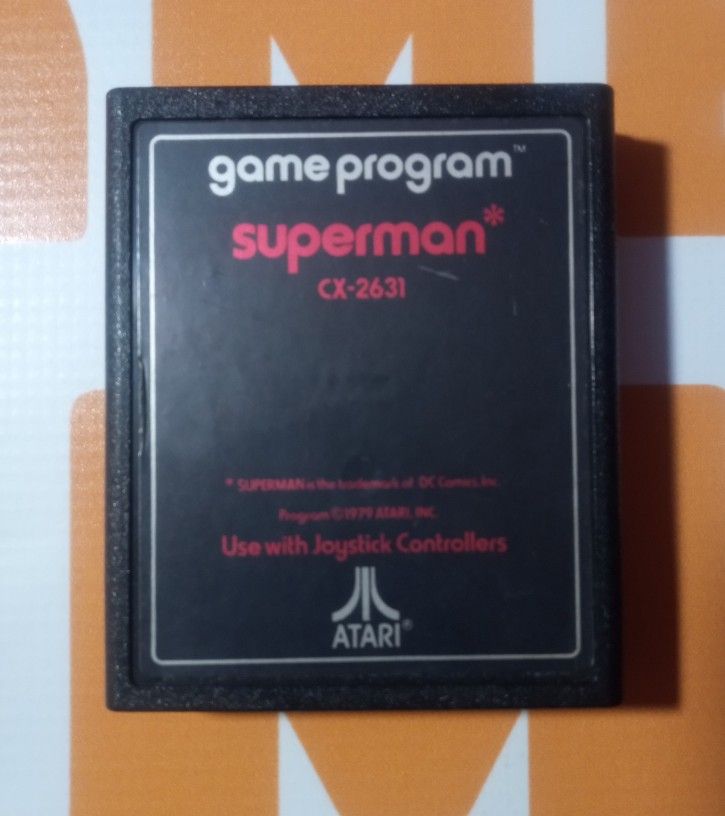 game program™
superman*
CX-2631
* SUPERMAN is the trademark of DC Comics, Inc.
Program ©1979 ATARI, INC.
Use with Joystick Controllers
ATARI®